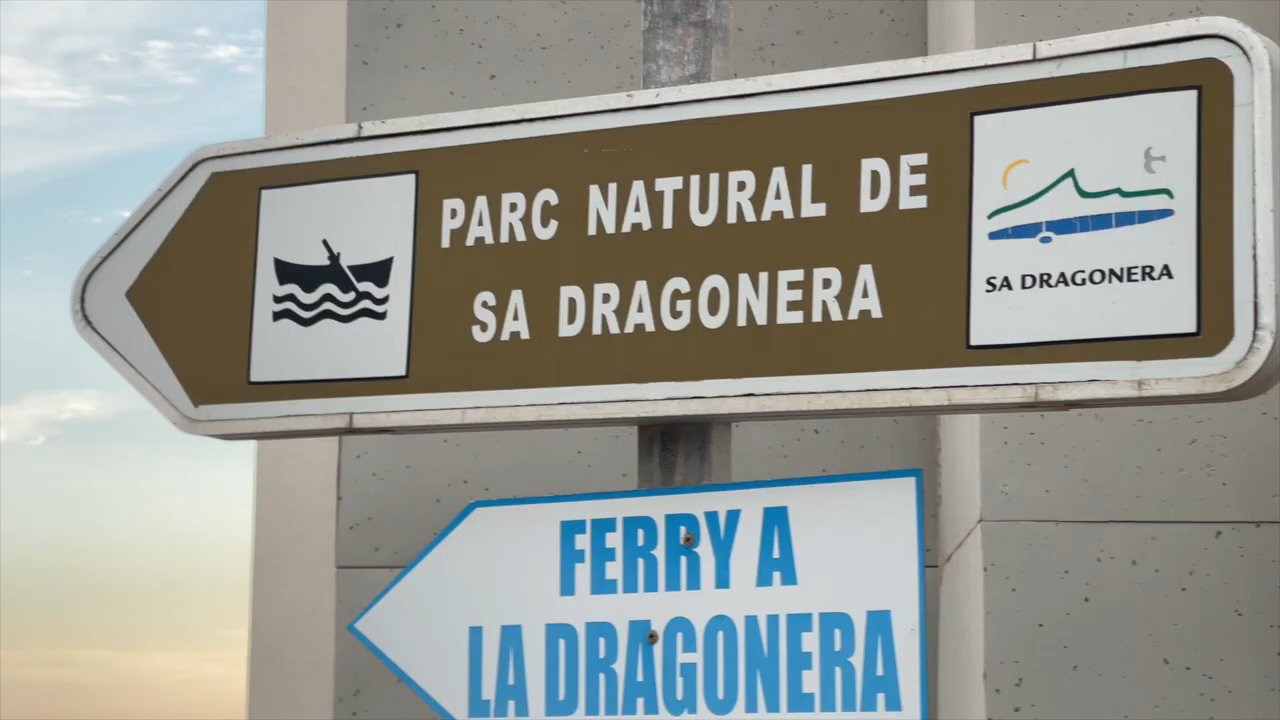 PARC NATURAL DE
SA DRAGONERA
SA DRAGONERA
FERRY A
LA DRAGONERA